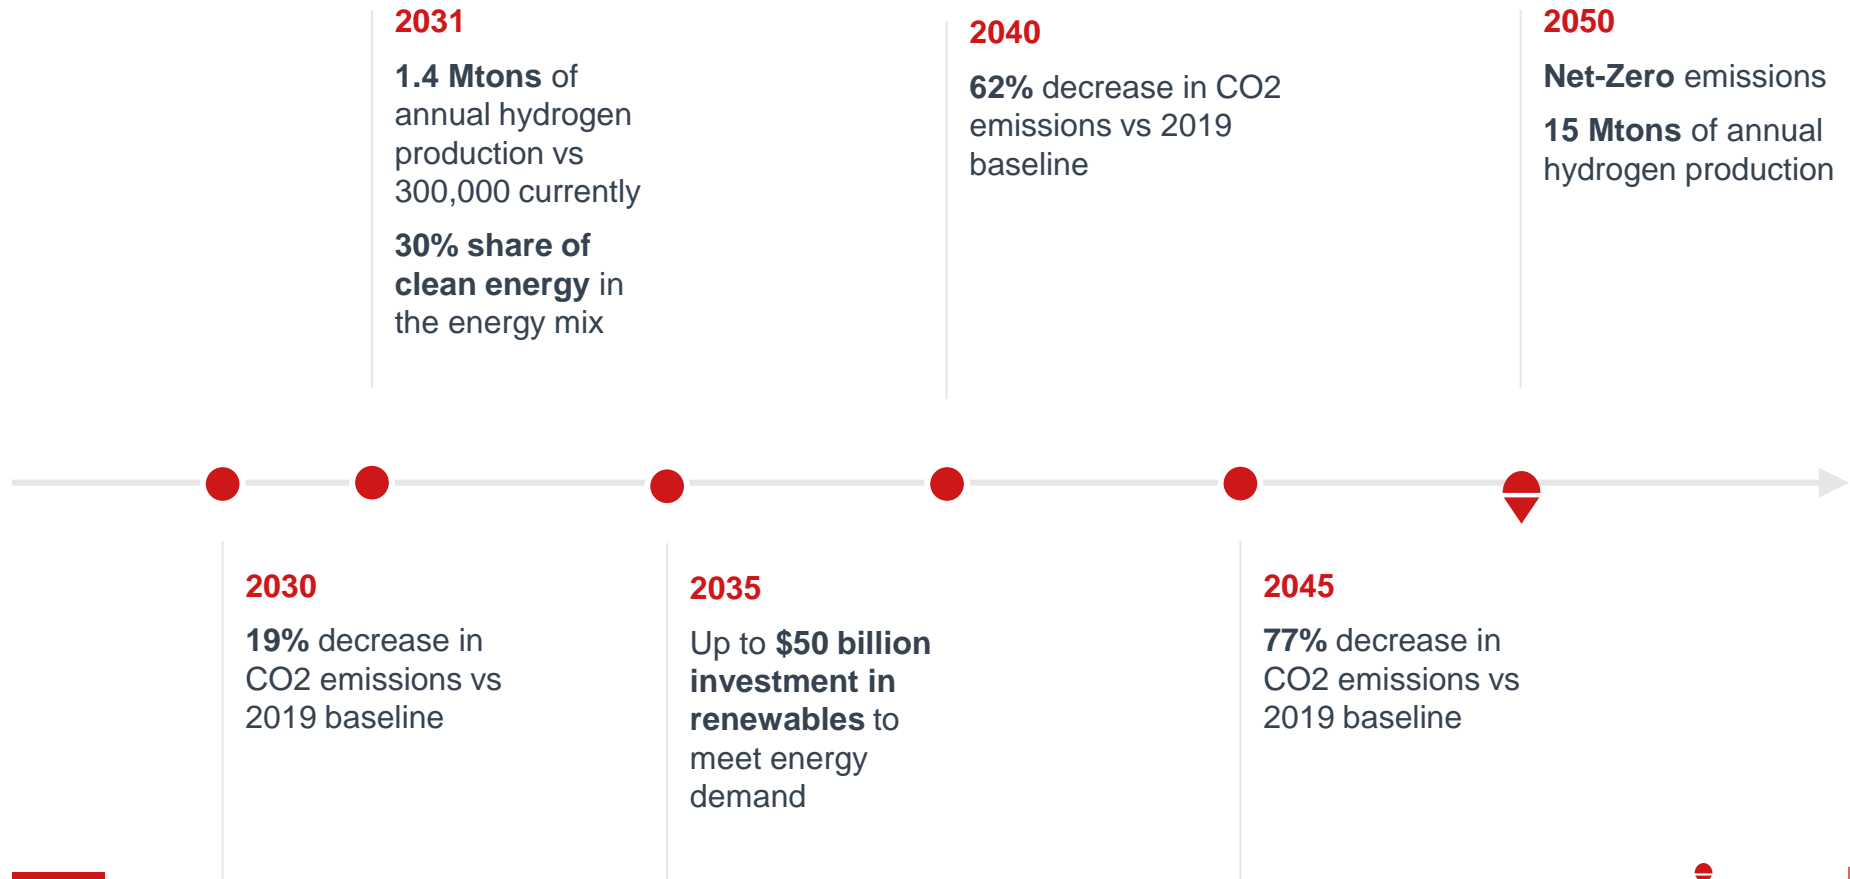 2031
1.4 Mtons of
annual hydrogen
production vs
300,000 currently
30% share of
clean energy in
the energy mix
2040
62% decrease in CO2
emissions vs 2019
baseline
2050
Net-Zero emissions
15 Mtons of annual
hydrogen production
2030
19% decrease in
CO2 emissions vs
2019 baseline
2035
Up to $50 billion
investment in
renewables to
meet energy
demand
2045
77% decrease in
CO2 emissions vs
2019 baseline